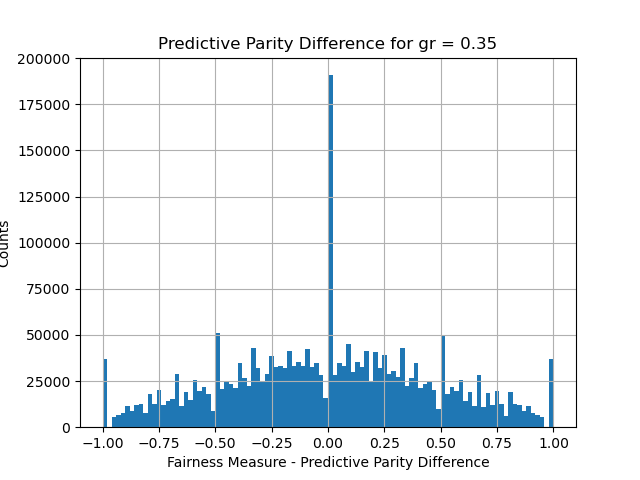 Predictive Parity Difference for gr = 0.35
200000
175000
150000
125000
100000
75000
50000
25000
0
Counts
−1.00 −0.75 −0.50 −0.25 0.00 0.25 0.50 0.75 1.00
Fairness Measure - Predictive Parity Difference